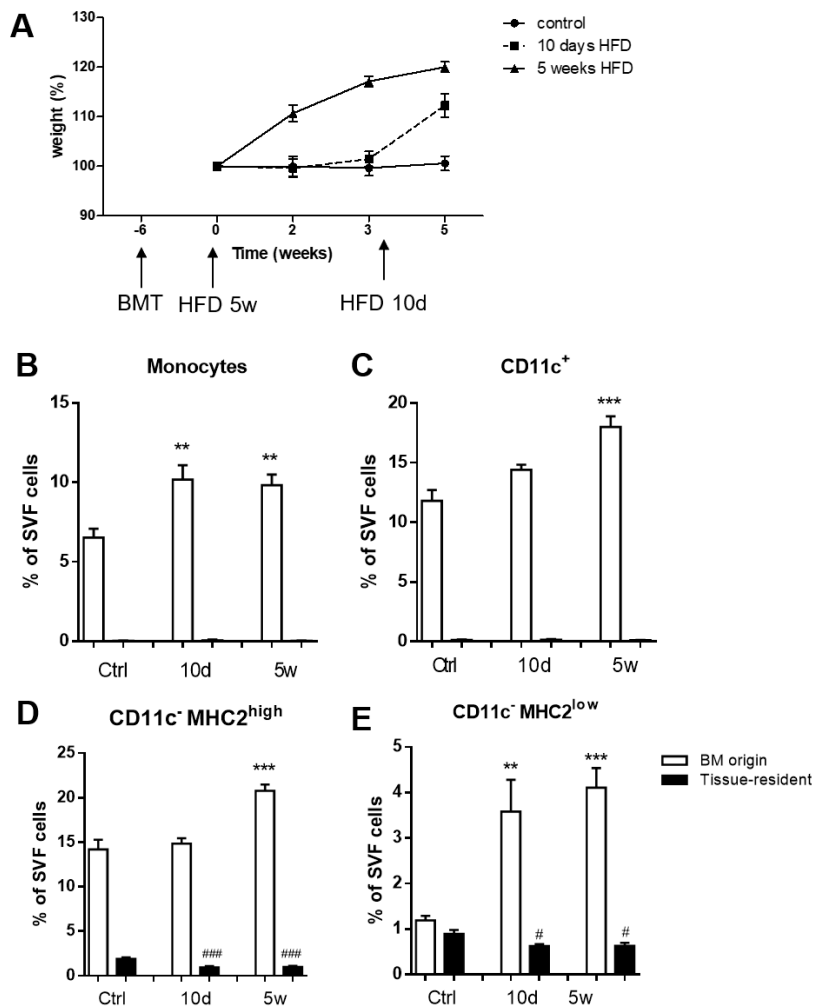 A
control
10 days HFD
5 weeks HFD
weight (%)
130
120
110
100
90
-6 0 2 3 5
Time (weeks)
BMT HFD 5w HFD 10d
B Monocytes
% of SVF cells
15
10
5
0
** **
Ctrl 10d 5w
C CD11c+
% of SVF cells
20
15
10
5
0
***
Ctrl 10d 5w
D CD11c- MHC2high
% of SVF cells
25
20
15
10
5
0
***
### ###
Ctrl 10d 5w
E CD11c- MHC2low
% of SVF cells
5
4
3
2
1
0
** ***
# #
Ctrl 10d 5w
BM origin
Tissue-resident